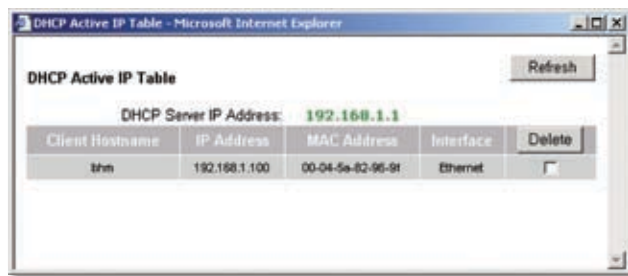 DHCP Active IP Table - Microsoft Internet Explorer
Refresh
DHCP Active IP Table
DHCP Server IP Address: 192.168.1.1
Client Hostname IP Address MAC Address Interface Delete
bhm 192.168.1.100 00-04-5a-82-96-9f Ethernet